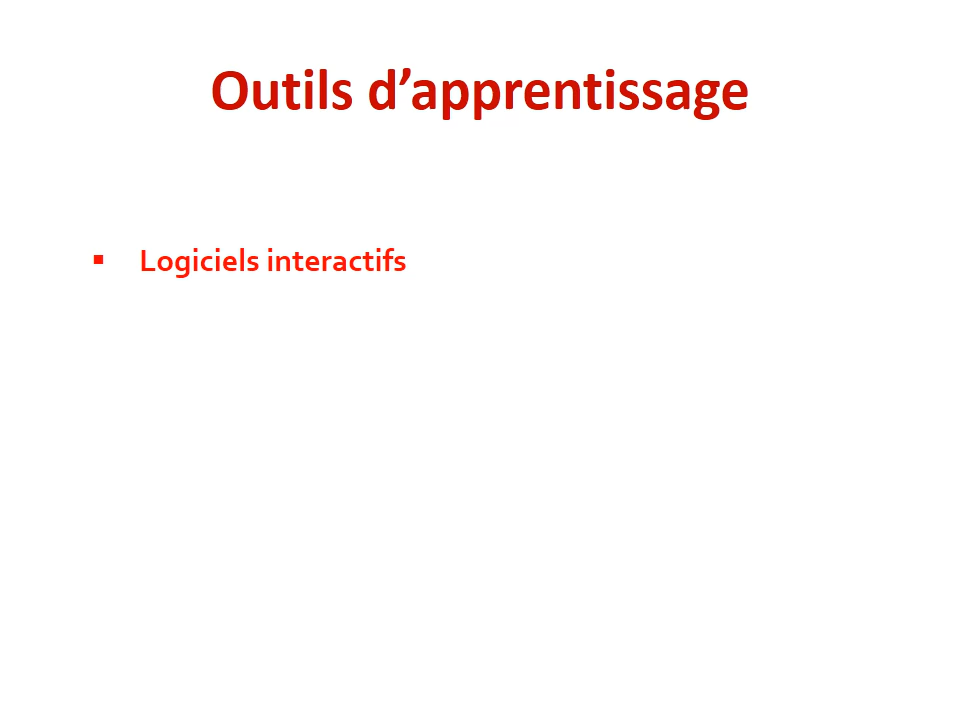 Outils d’apprentissage
▪ Logiciels interactifs